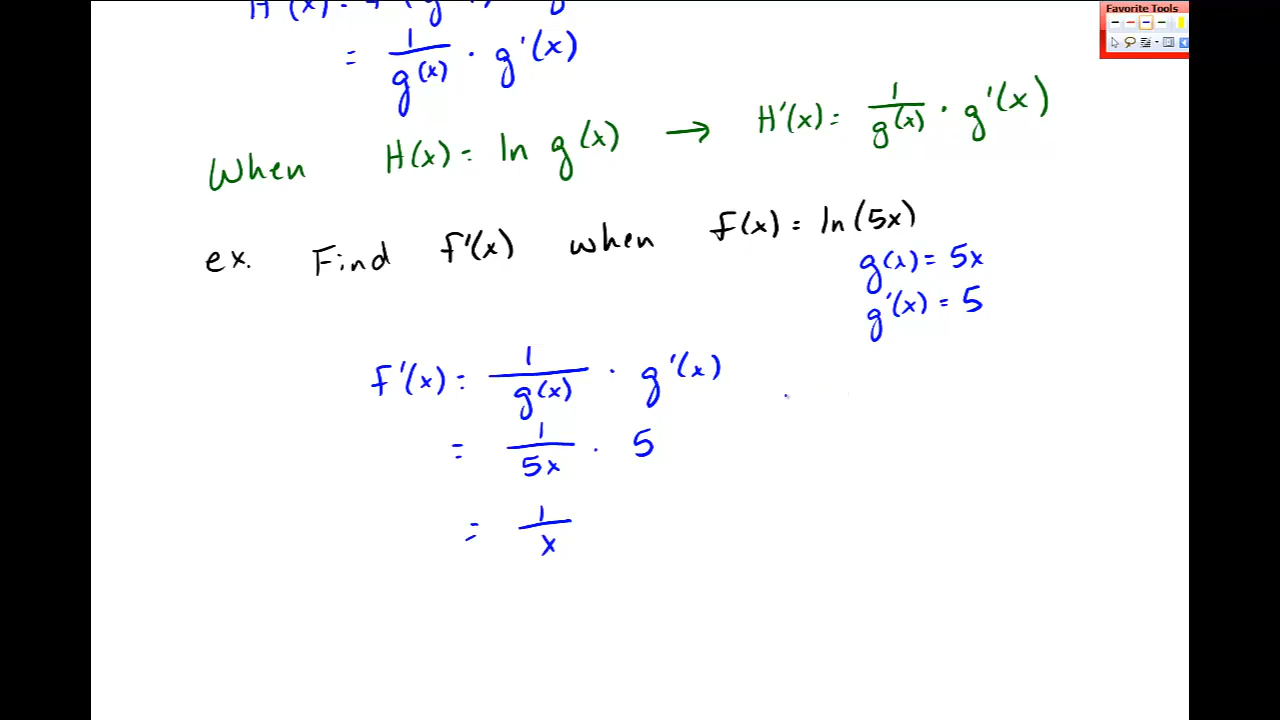 = 1/g(x) · g'(x)
When H(x) = ln g(x) → H'(x) = 1/g(x) · g'(x)
ex. Find f'(x) when f(x) = ln(5x)
g(x) = 5x
g'(x) = 5
f'(x) = 1/g(x) · g'(x)
= 1/5x · 5
= 1/x
Favorite Tools